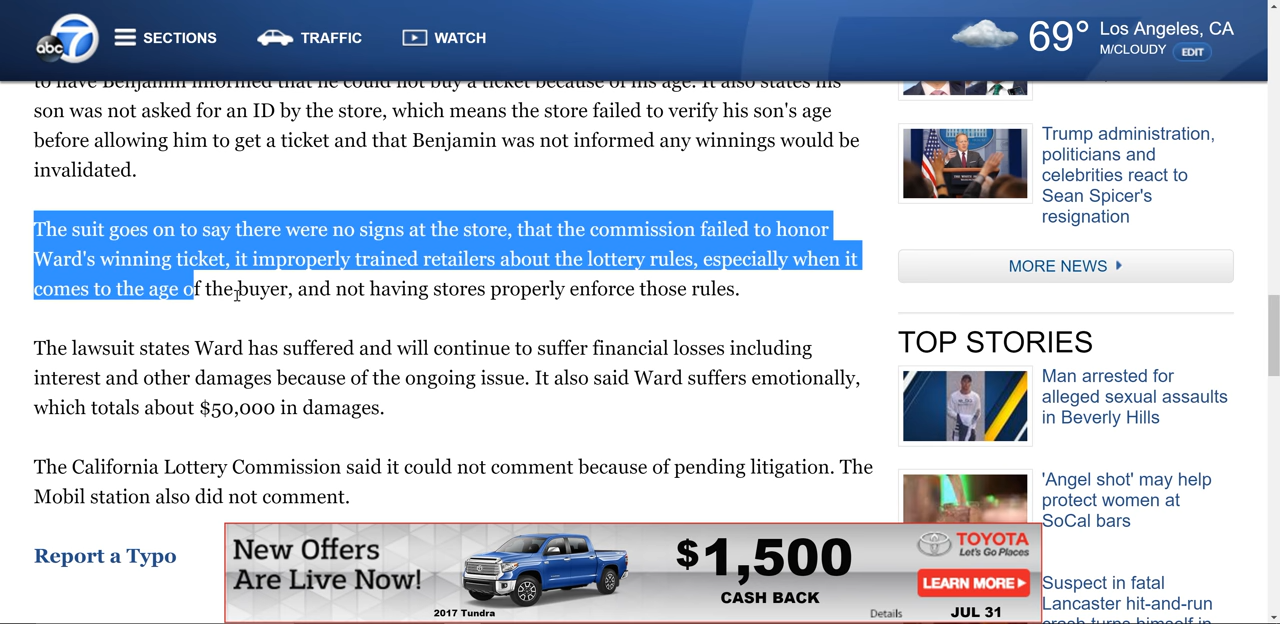 abc 7
SECTIONS
TRAFFIC
WATCH
69°
Los Angeles, CA
M/CLOUDY EDIT
to have Benjamin informed that he could not buy a ticket because of his age. It also states his
son was not asked for an ID by the store, which means the store failed to verify his son's age
before allowing him to get a ticket and that Benjamin was not informed any winnings would be
invalidated.
The suit goes on to say there were no signs at the store, that the commission failed to honor
Ward's winning ticket, it improperly trained retailers about the lottery rules, especially when it
comes to the age of the buyer, and not having stores properly enforce those rules.
The lawsuit states Ward has suffered and will continue to suffer financial losses including
interest and other damages because of the ongoing issue. It also said Ward suffers emotionally,
which totals about $50,000 in damages.
The California Lottery Commission said it could not comment because of pending litigation. The
Mobil station also did not comment.
Report a Typo
Trump administration,
politicians and
celebrities react to
Sean Spicer's
resignation
MORE NEWS
TOP STORIES
Man arrested for
alleged sexual assaults
in Beverly Hills
'Angel shot' may help
protect women at
SoCal bars
Suspect in fatal
Lancaster hit-and-run
crash turns himself in
New Offers
Are Live Now!
2017 Tundra
$1,500
CASH BACK
Details
TOYOTA
Let's Go Places
LEARN MORE
JUL 31